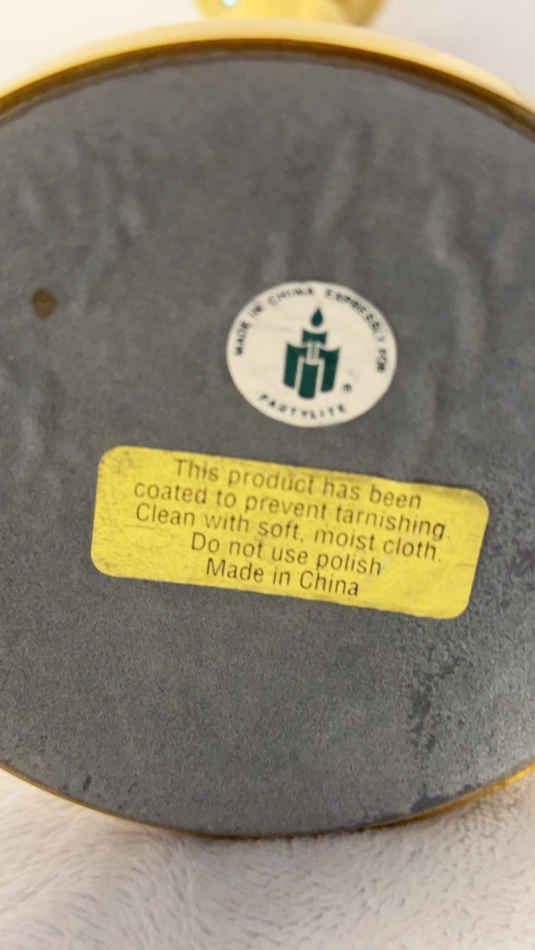 MADE IN CHINA EXPRESSLY FOR
PARTYLITE ®
This product has been
coated to prevent tarnishing.
Clean with soft, moist cloth.
Do not use polish
Made in China